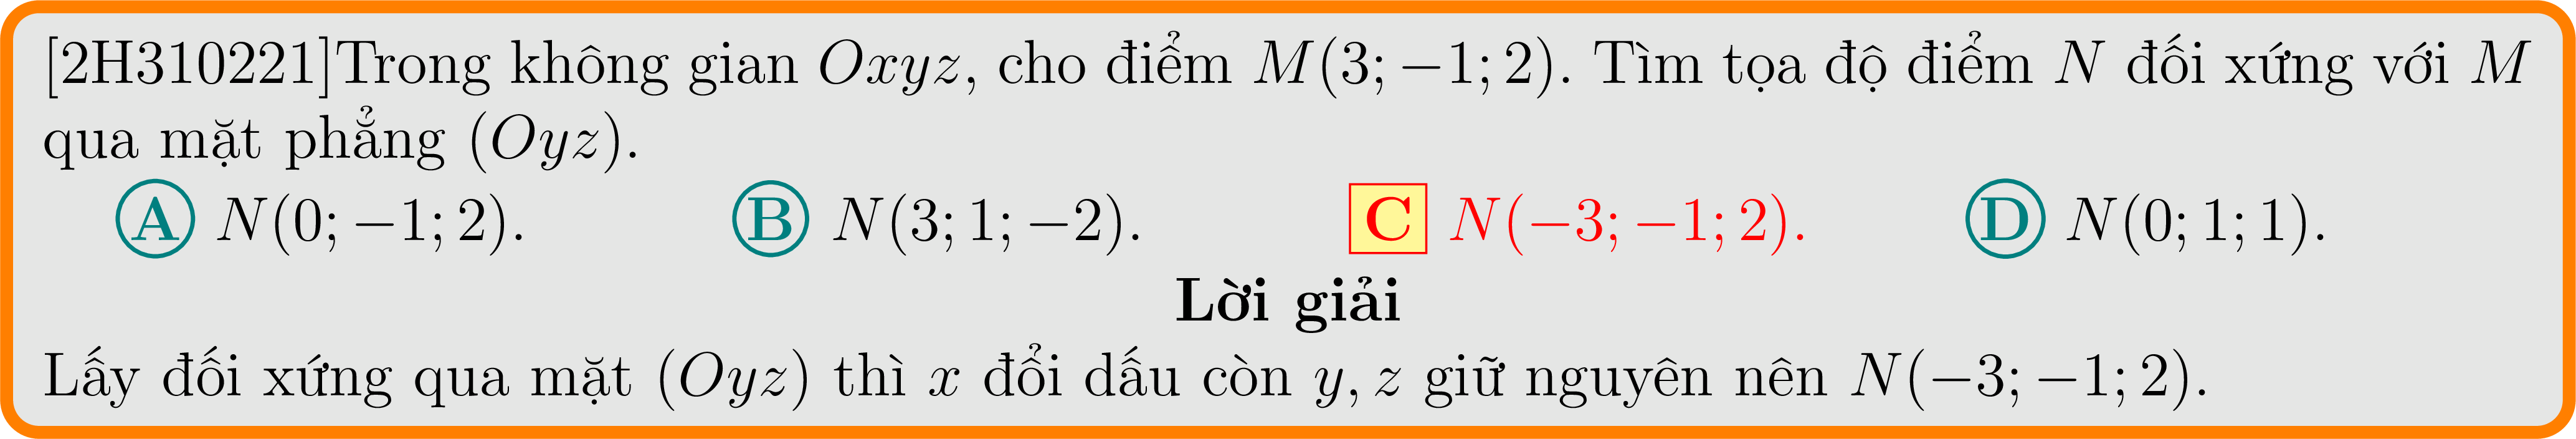 [2H310221]Trong không gian Oxyz, cho điểm M(3; −1; 2). Tìm tọa độ điểm N đối xứng với M
qua mặt phẳng (Oyz).
A N(0; −1; 2). B N(3; 1; −2). C N(−3; −1; 2). D N(0; 1; 1).
Lời giải
Lấy đối xứng qua mặt (Oyz) thì x đổi dấu còn y, z giữ nguyên nên N(−3; −1; 2).